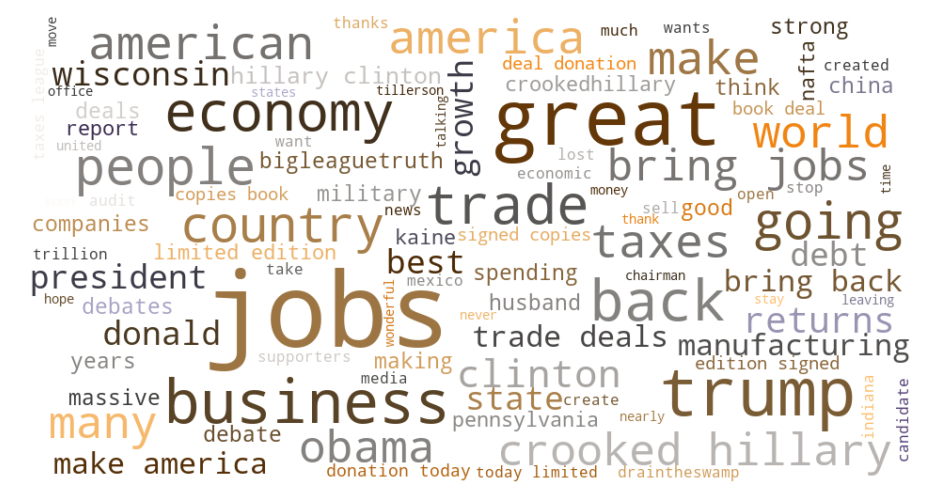 move
thanks
much
wants
strong
american
america
make
nafta
created
wisconsin
hillary clinton
deal donation
crookedhillary
think
china
taxes league
office
states
tillerson
growth
deals
economy
talking
great
book deal
world
report
united
want
people
bigleaguetruth
lost
economic
bring jobs
time
audit
copies book
military
trade
money
open
stop
companies
country
news
sell
good
thank
going
trillion
limited edition
kaine
signed copies
taxes
debt
president
take
best
mexico
spending
chairman
bring back
hope
debates
jobs
wonderful
husband
back
stay
leaving
never
returns
donald
trade deals
manufacturing
years
supporters
making
edition signed
massive
business
media
clinton
state
create
trump
indiana
candidate
many
debate
pennsylvania
nearly
obama
crooked hillary
make america
donation today
today limited
draintheswamp